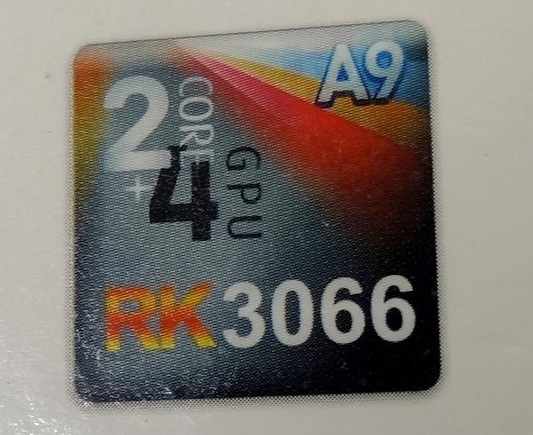 A9
2 CORE
+4 GPU
RK3066